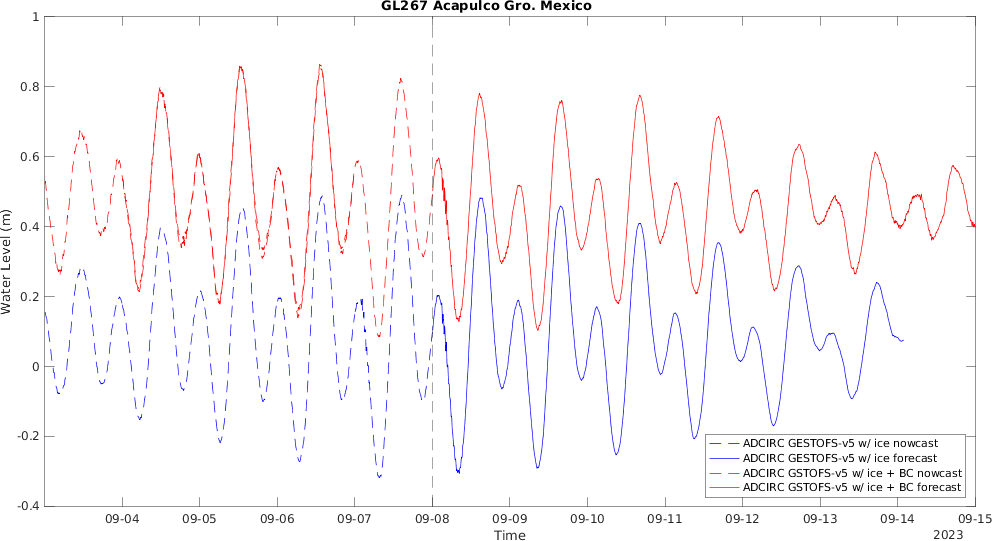 GL267 Acapulco Gro. Mexico
1
0.8
0.6
0.4
0.2
0
-0.2
-0.4
Water Level (m)
09-04 09-05 09-06 09-07 09-08 09-09 09-10 09-11 09-12 09-13 09-14 09-15
Time
2023
ADCIRC GESTOFS-v5 w/ ice nowcast
ADCIRC GESTOFS-v5 w/ ice forecast
ADCIRC GSTOFS-v5 w/ ice + BC nowcast
ADCIRC GSTOFS-v5 w/ ice + BC forecast